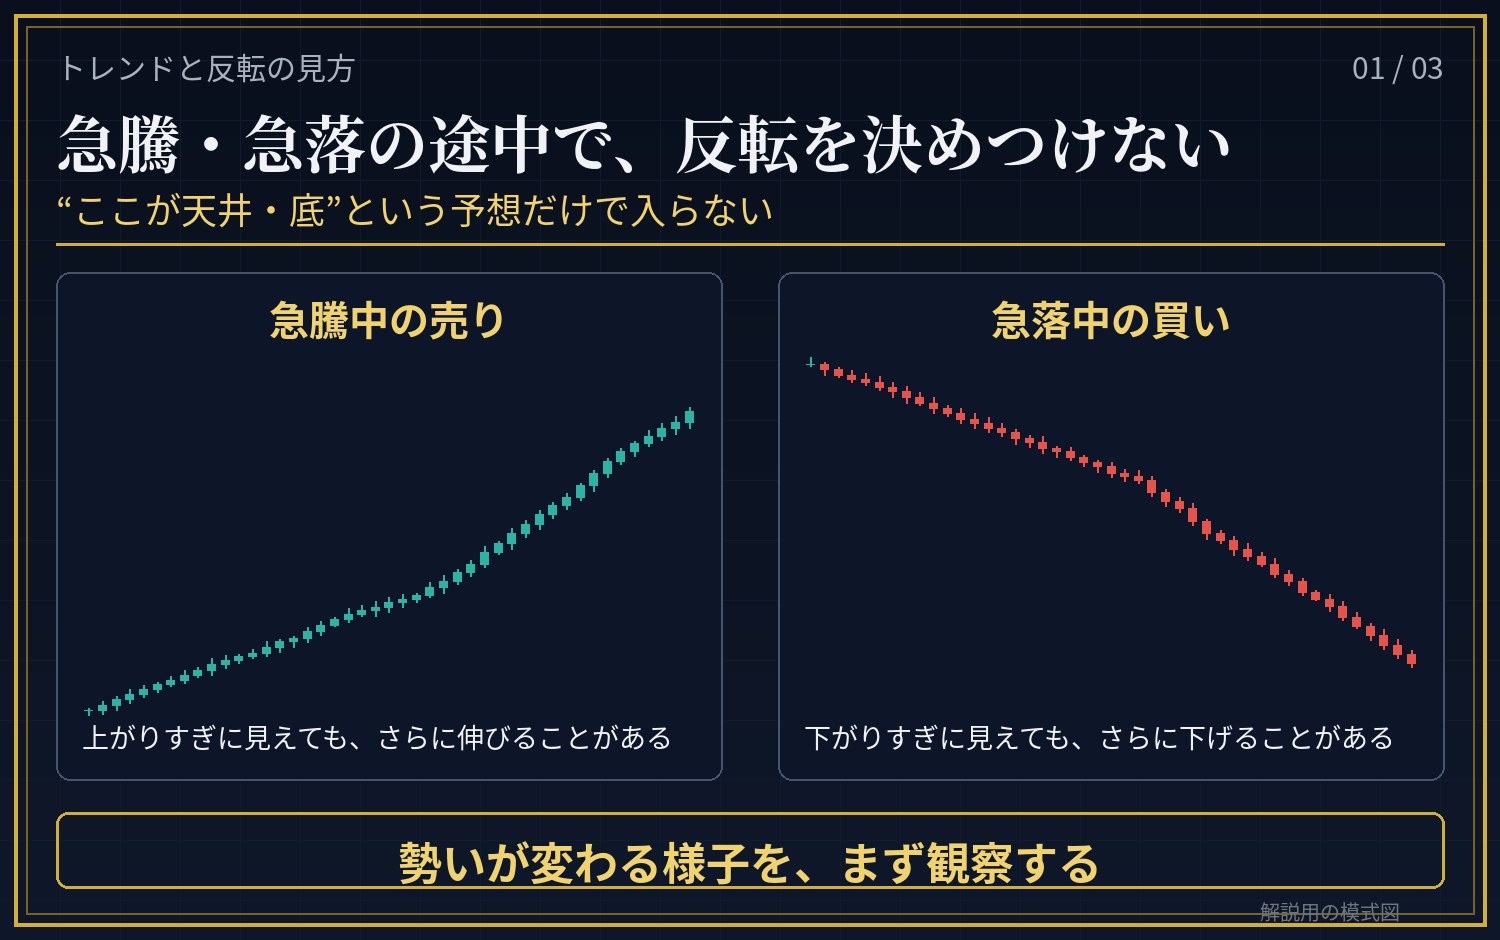 トレンドと反転の見方
01 / 03
急騰・急落の途中で、反転を決めつけない
“ここが天井・底”という予想だけで入らない
急騰中の売り
上がりすぎに見えても、さらに伸びることがある
急落中の買い
下がりすぎに見えても、さらに下げることがある
勢いが変わる様子を、まず観察する
解説用の模式図